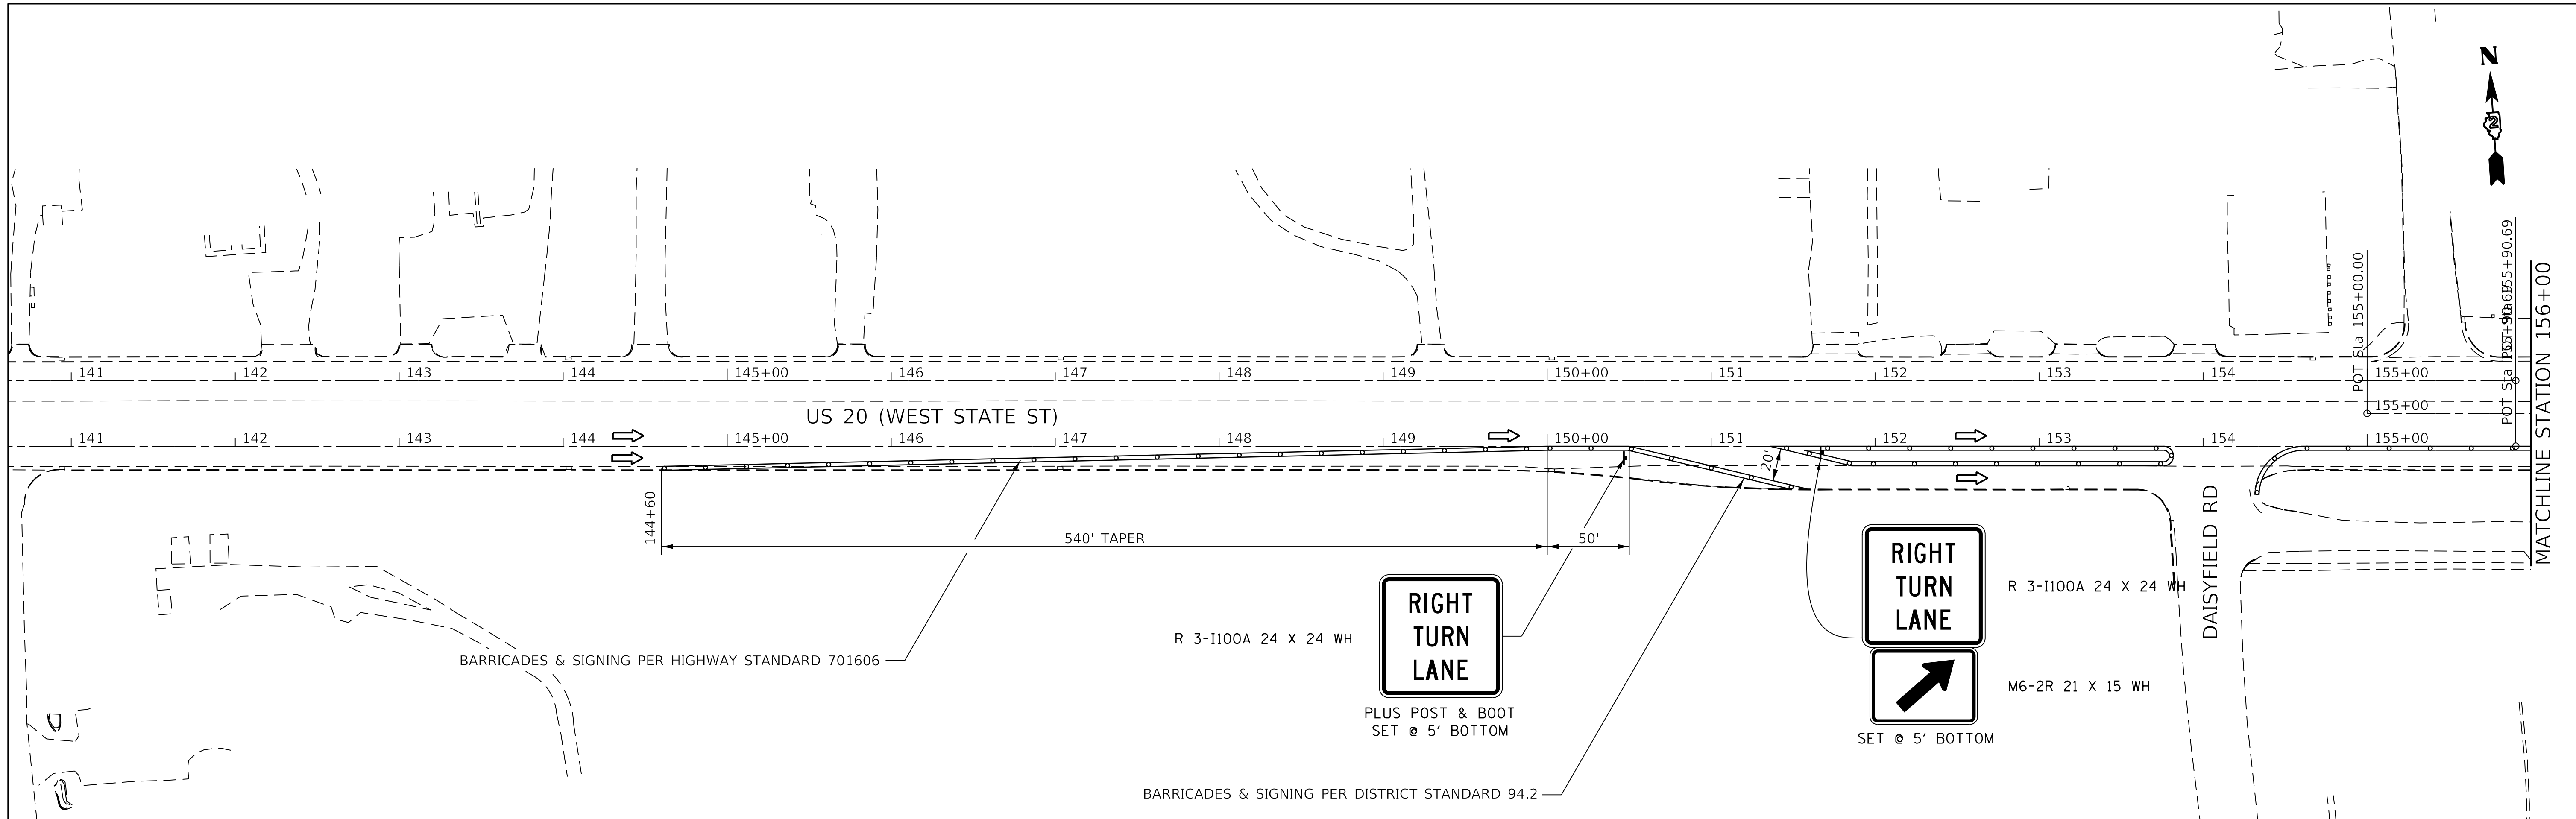 N
2
POT Sta 155+00.00
POT Sta 155+90.69
MATCHLINE STATION 156+00
141
142
143
144
145+00
146
147
148
149
150+00
151
152
153
154
155+00
US 20 (WEST STATE ST)
155+00
141
142
143
144
145+00
146
147
148
149
150+00
151
152
153
154
155+00
20'
144+60
540' TAPER
50'
DAISYFIELD RD
BARRICADES & SIGNING PER HIGHWAY STANDARD 701606
R 3-I100A 24 X 24 WH
RIGHT
TURN
LANE
PLUS POST & BOOT
SET @ 5' BOTTOM
RIGHT
TURN
LANE
R 3-I100A 24 X 24 WH
M6-2R 21 X 15 WH
SET @ 5' BOTTOM
BARRICADES & SIGNING PER DISTRICT STANDARD 94.2